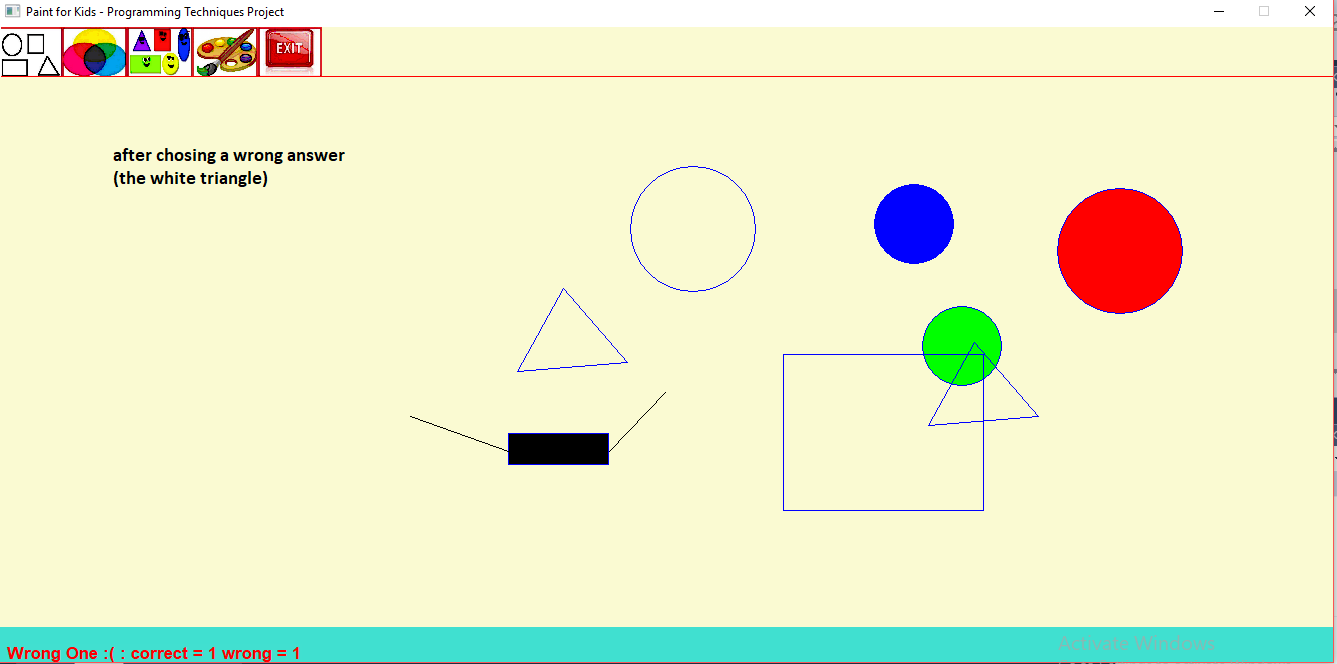 Paint for Kids - Programming Techniques Project
EXIT
after chosing a wrong answer
(the white triangle)
Wrong One :( : correct = 1 wrong = 1
Activate Windows